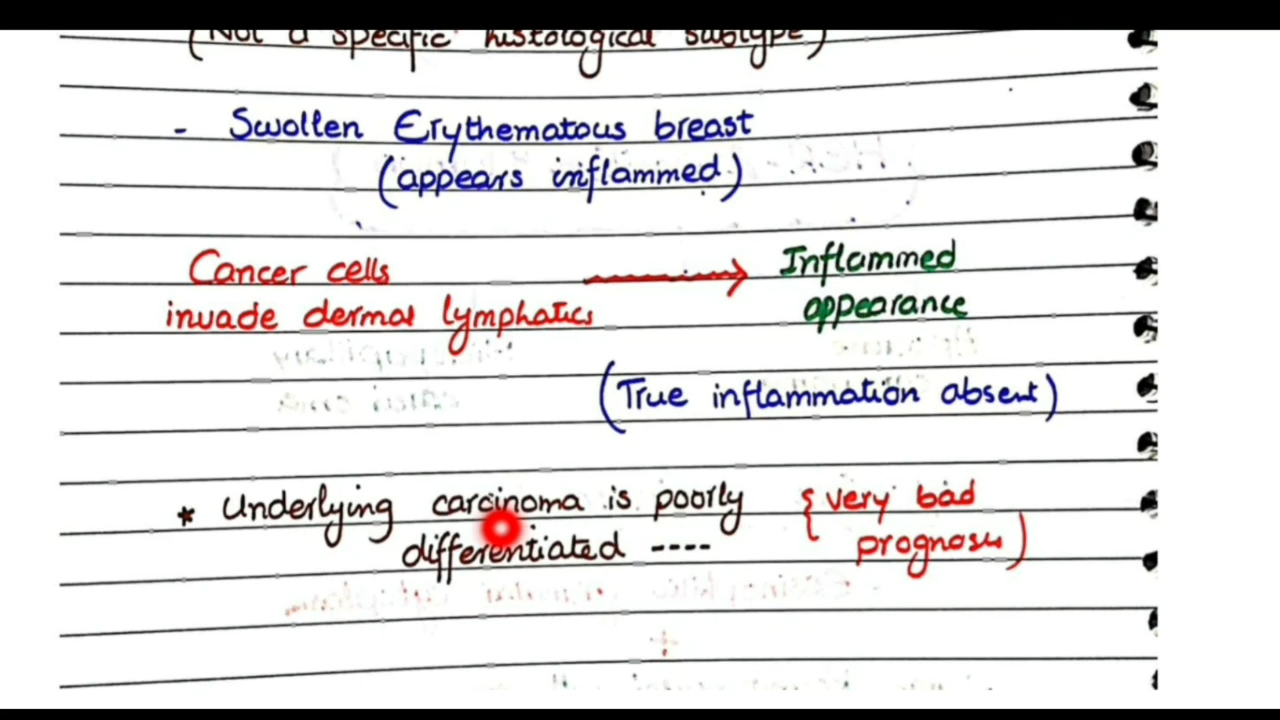 (Not a specific histological subtype)
- Swollen Erythematous breast
(appears inflammed)
Cancer cells
invade dermal lymphatics
Inflammed
appearance
(True inflammation absent)
* Underlying carcinoma is poorly
differentiated ----
{very bad
prognosis)